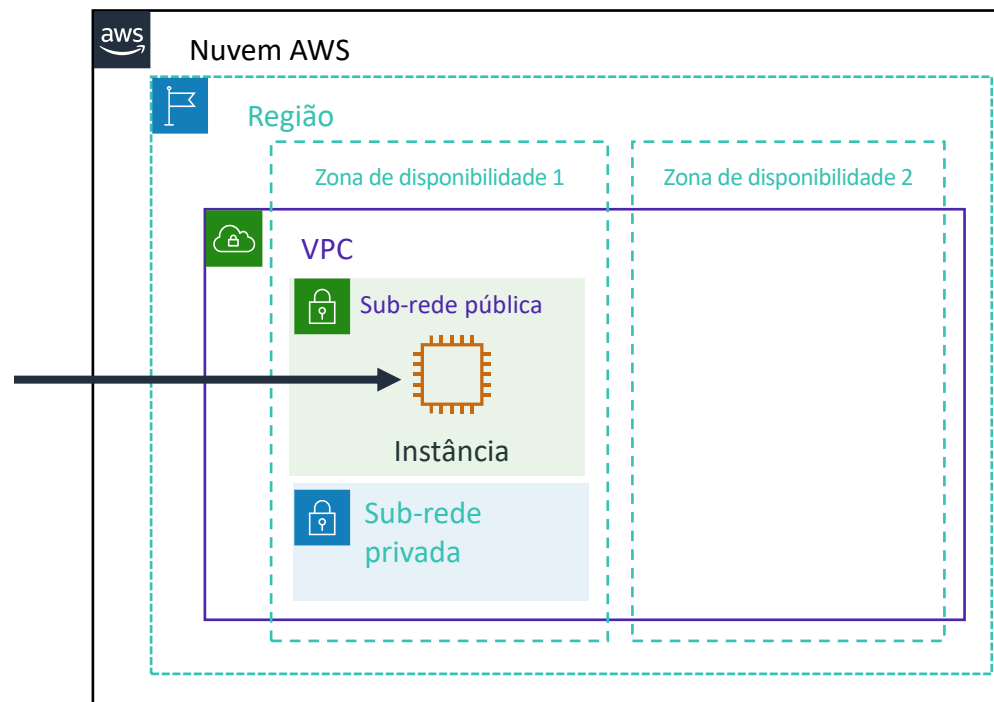 aws
Nuvem AWS
Região
Zona de disponibilidade 1
Zona de disponibilidade 2
VPC
Sub-rede pública
Instância
Sub-rede
privada